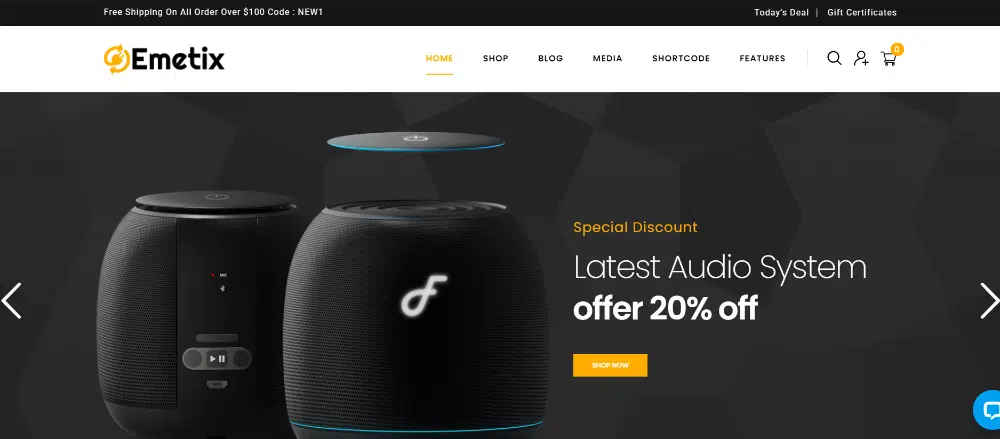 Free Shipping On All Order Over $100 Code : NEW1
Today's Deal | Gift Certificates
Emetix
HOME SHOP BLOG MEDIA SHORTCODE FEATURES
0
Special Discount
Latest Audio System
offer 20% off
SHOP NOW
MIC